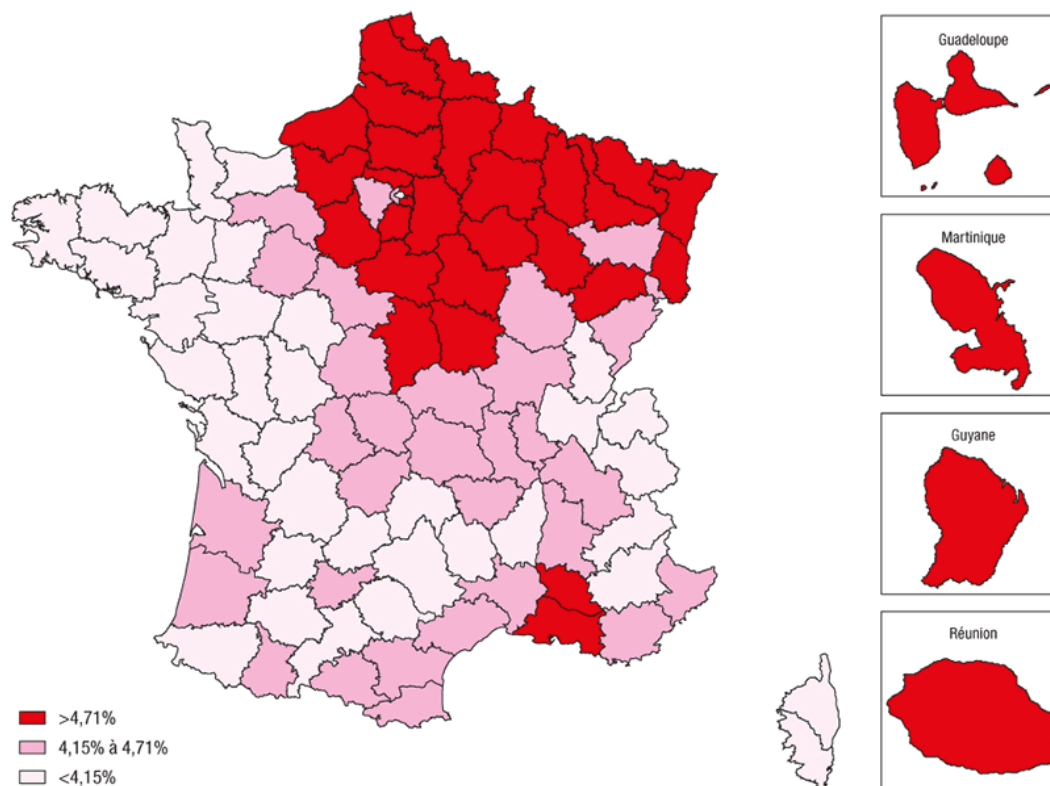 Guadeloupe
Martinique
Guyane
Réunion
>4,71%
4,15% à 4,71%
<4,15%